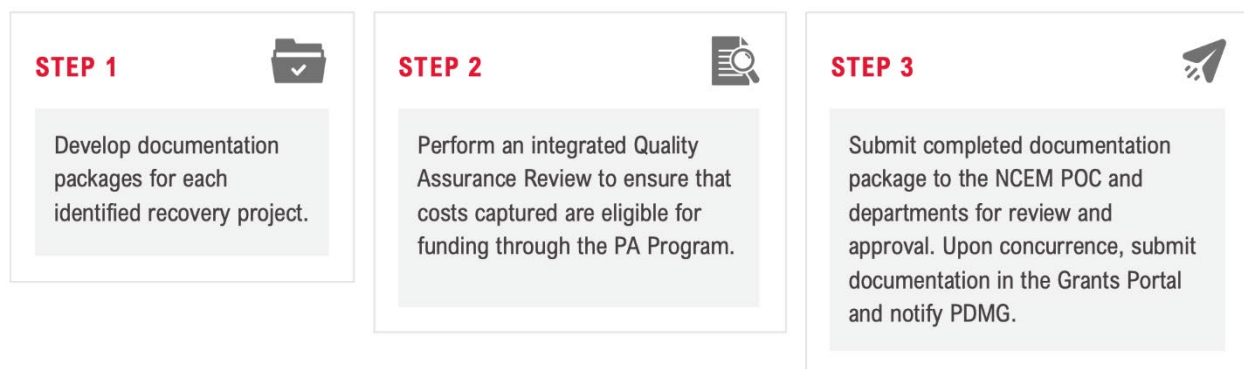 STEP 1
Develop documentation
packages for each
identified recovery project.
STEP 2
Perform an integrated Quality
Assurance Review to ensure that
costs captured are eligible for
funding through the PA Program.
STEP 3
Submit completed documentation
package to the NCEM POC and
departments for review and
approval. Upon concurrence, submit
documentation in the Grants Portal
and notify PDMG.